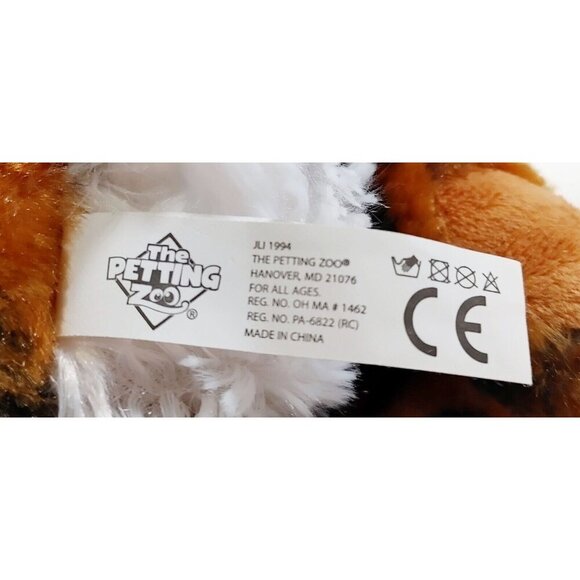 The
PETTING
ZOO
®
JLI 1994
THE PETTING ZOO®
HANOVER, MD 21076
FOR ALL AGES.
REG. NO. OH MA # 1462
REG. NO. PA-6822 (RC)
MADE IN CHINA
CE